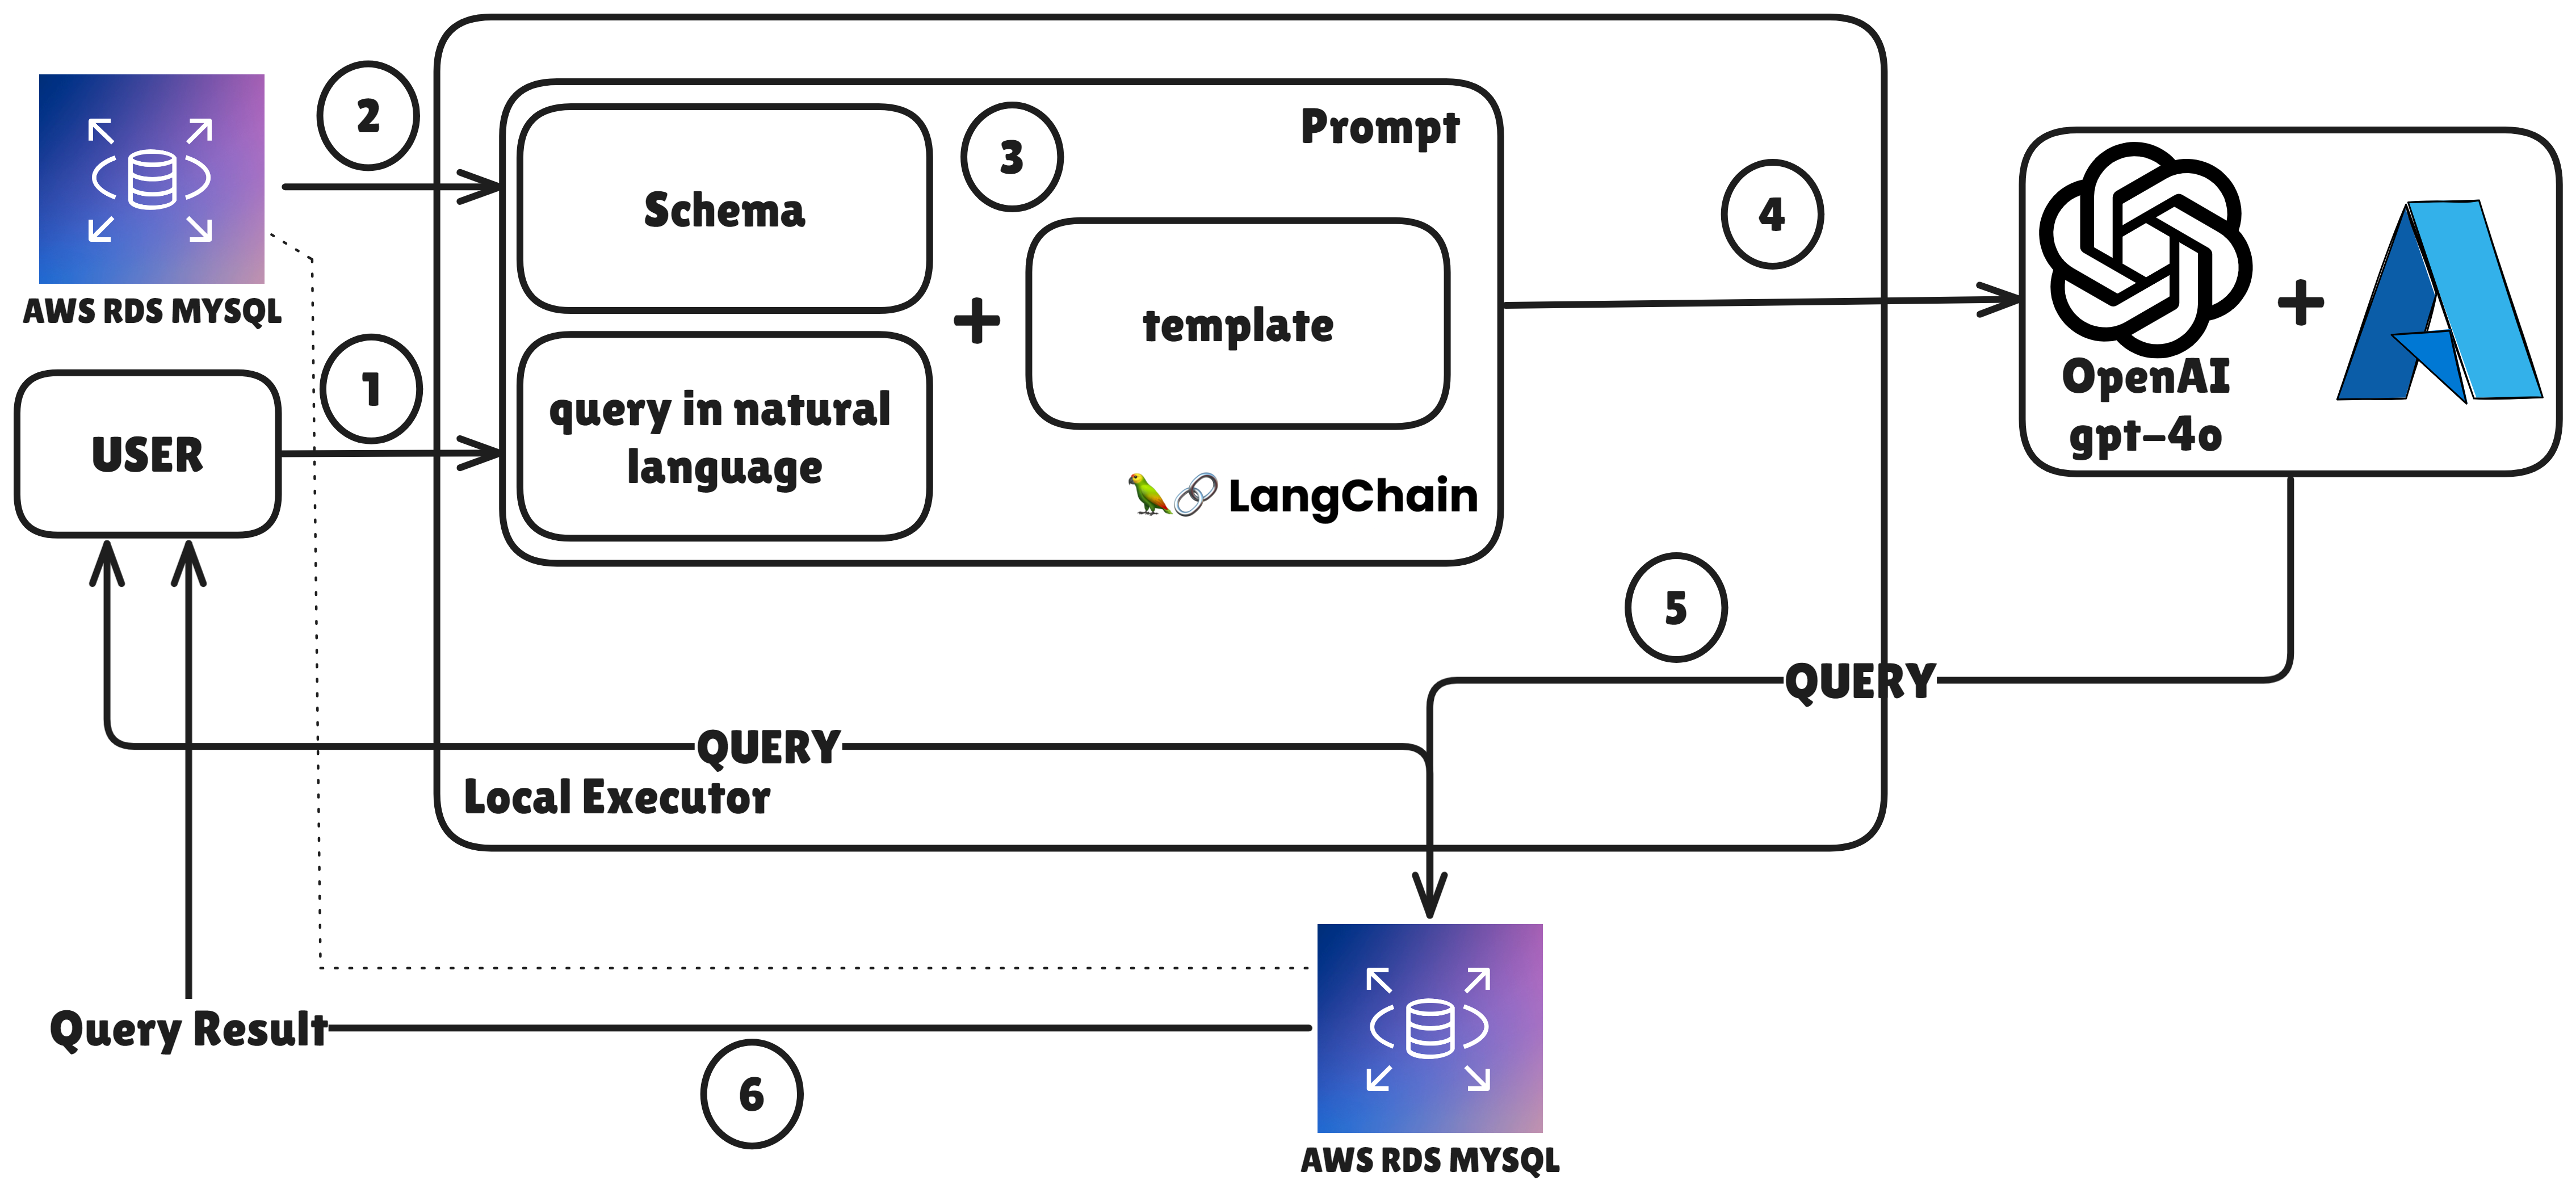 2
3
Prompt
Schema
4
AWS RDS MYSQL
template
+
+
1
query in natural
language
USER
OpenAI
gpt-4o
LangChain
5
QUERY
QUERY
Local Executor
Query Result
6
AWS RDS MYSQL